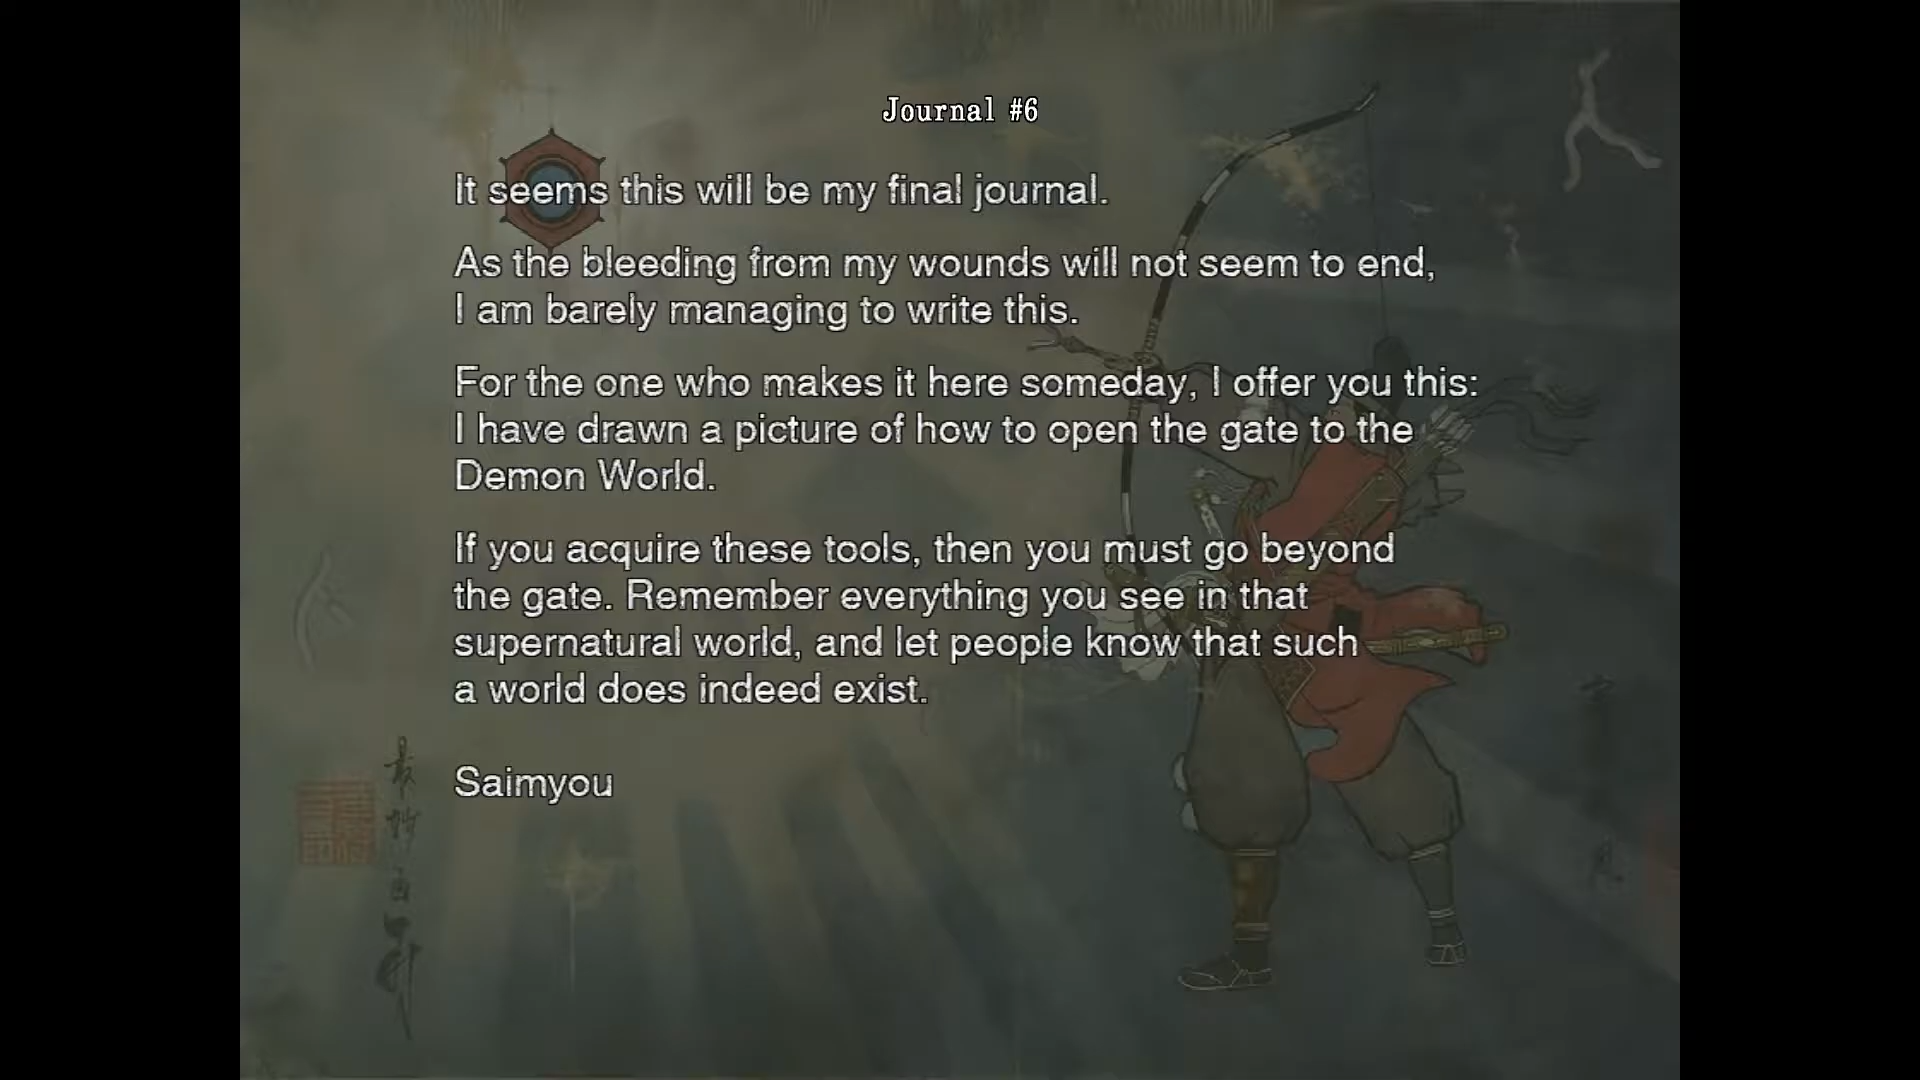 Journal #6
It seems this will be my final journal.
As the bleeding from my wounds will not seem to end,
I am barely managing to write this.
For the one who makes it here someday, I offer you this:
I have drawn a picture of how to open the gate to the
Demon World.
If you acquire these tools, then you must go beyond
the gate. Remember everything you see in that
supernatural world, and let people know that such
a world does indeed exist.
Saimyou